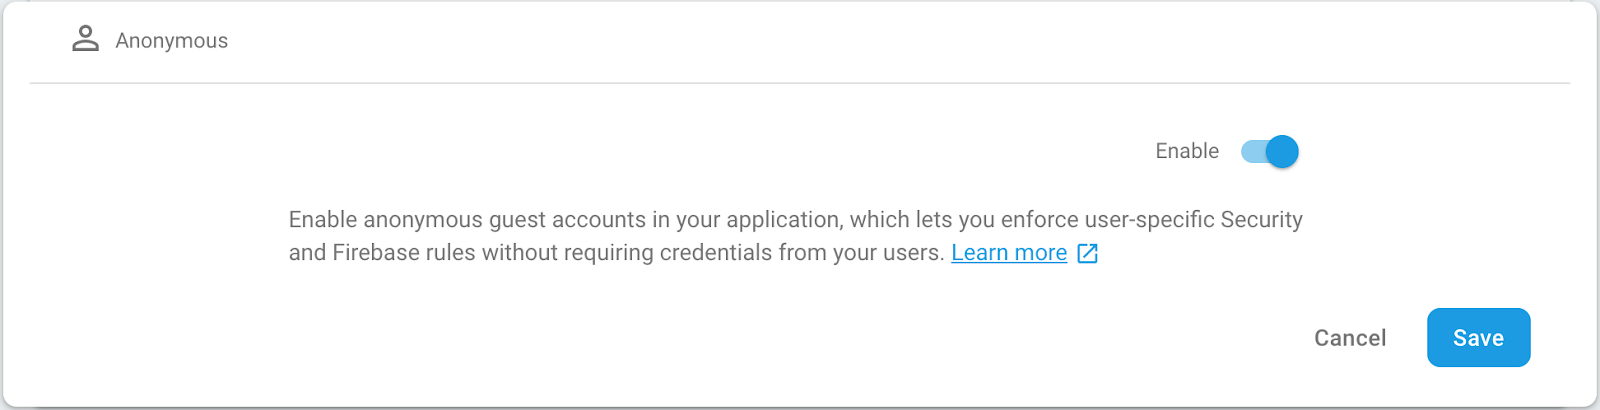 Anonymous
Enable
Enable anonymous guest accounts in your application, which lets you enforce user-specific Security
and Firebase rules without requiring credentials from your users. Learn more
Cancel
Save